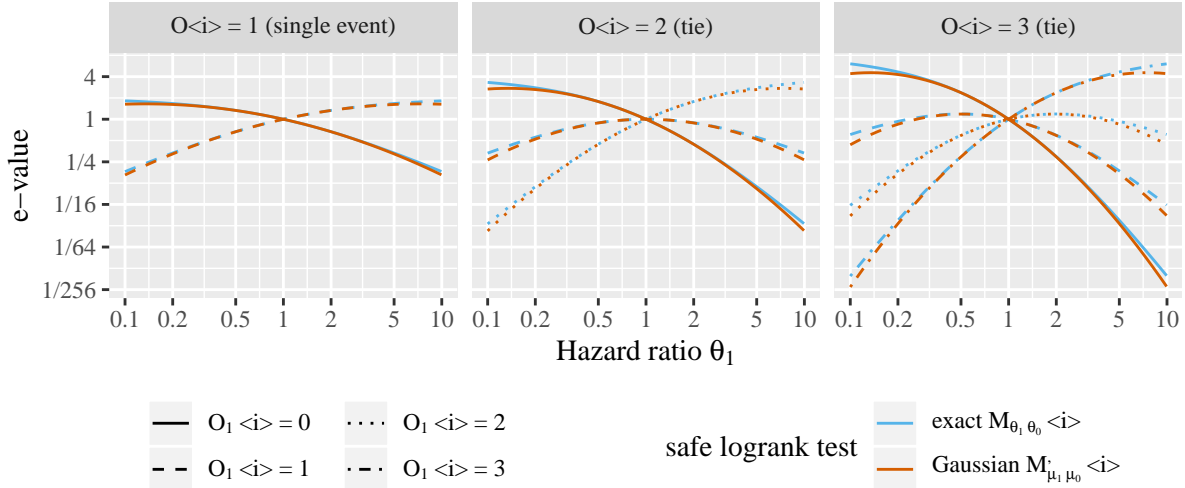 O<i> = 1 (single event)
O<i> = 2 (tie)
O<i> = 3 (tie)
e−value
4
1
1/4
1/16
1/64
1/256
0.1 0.2 0.5 1 2 5 10
0.1 0.2 0.5 1 2 5 10
0.1 0.2 0.5 1 2 5 10
Hazard ratio θ₁
O₁ <i> = 0
O₁ <i> = 1
O₁ <i> = 2
O₁ <i> = 3
safe logrank test
exact M_θ₁ θ₀ <i>
Gaussian M'_μ₁ μ₀ <i>